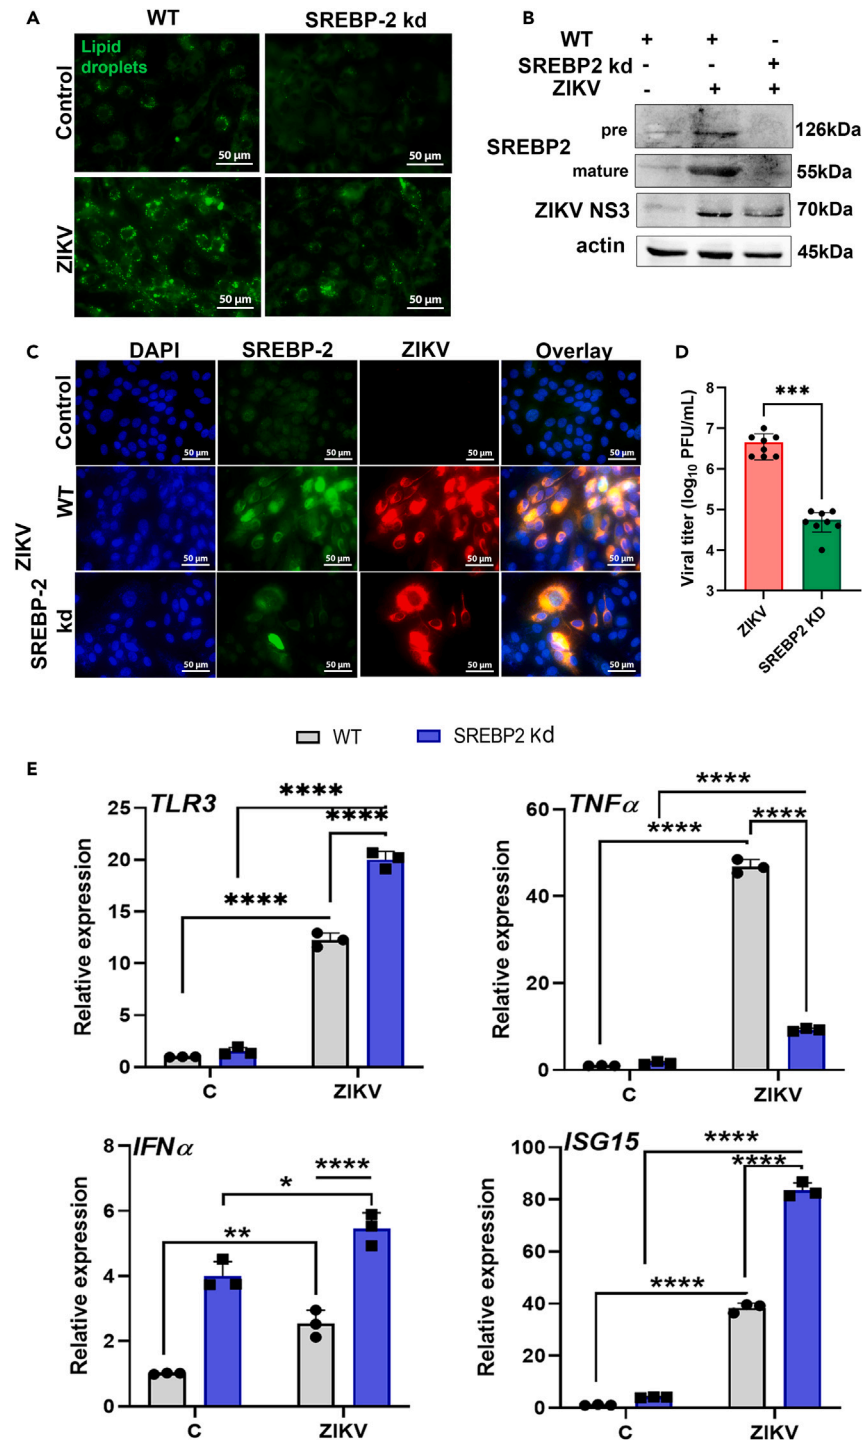 A
WT
SREBP-2 kd
Lipid
droplets
Control
50 µm
50 µm
ZIKV
50 µm
50 µm
B
WT + + -
SREBP2 kd - - +
ZIKV - + +
SREBP2
pre
126kDa
mature
55kDa
ZIKV NS3
70kDa
actin
45kDa
C
DAPI
SREBP-2
ZIKV
Overlay
Control
50 µm
50 µm
50 µm
50 µm
ZIKV
WT
50 µm
50 µm
50 µm
50 µm
SREBP-2
kd
50 µm
50 µm
50 µm
50 µm
D
Viral titer (log10 PFU/mL)
8
7
6
5
4
3
***
ZIKV
SREBP2 KD
WT
SREBP2 Kd
E
TLR3
Relative expression
25
20
15
10
5
0
****
****
****
C
ZIKV
TNFα
Relative expression
60
40
20
0
****
****
****
C
ZIKV
IFNα
Relative expression
8
6
4
2
0
****
*
**
C
ZIKV
ISG15
Relative expression
100
80
60
40
20
0
****
****
****
C
ZIKV